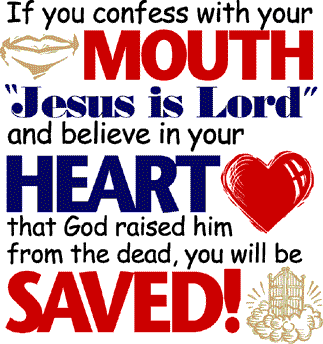 If you confess with your
MOUTH
"Jesus is Lord"
and believe in your
HEART
that God raised him
from the dead, you will be
SAVED!